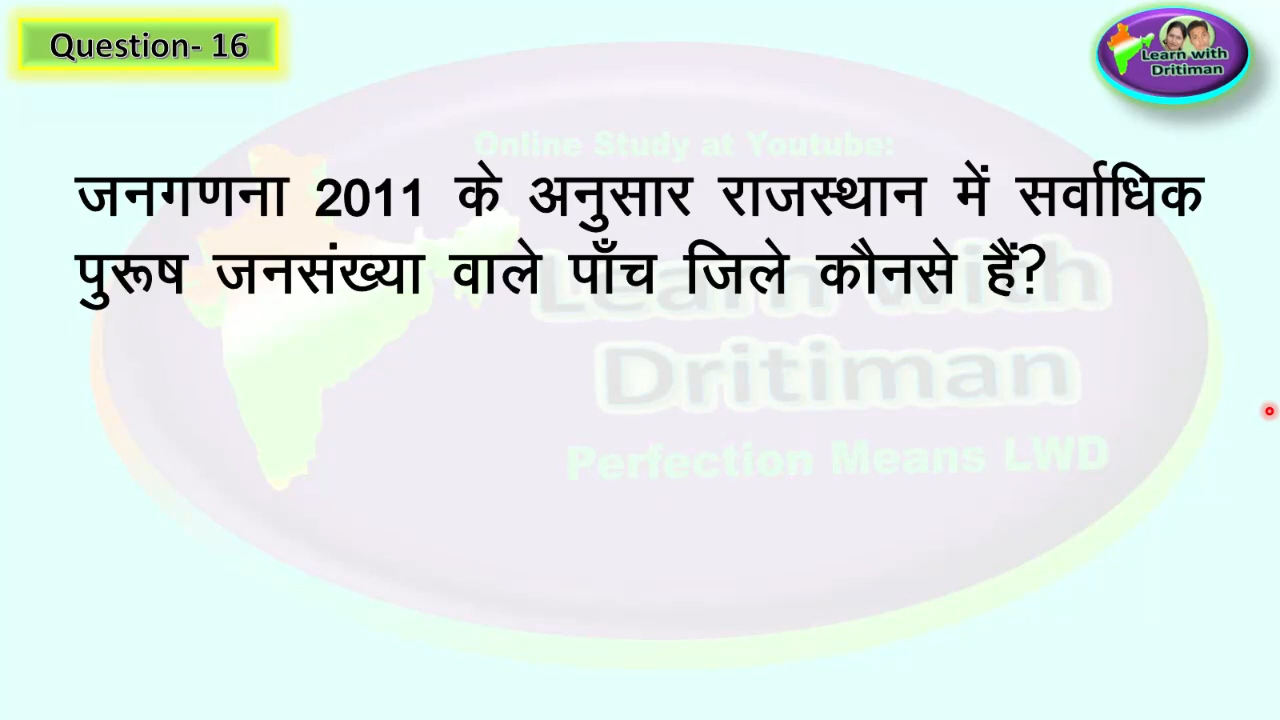 Question- 16
Learn with
Dritiman
Online Study at Youtube:
जनगणना 2011 के अनुसार राजस्थान में सर्वाधिक
पुरूष जनसंख्या वाले पाँच जिले कौनसे हैं?
Learn with
Dritiman
Perfection Means LWD